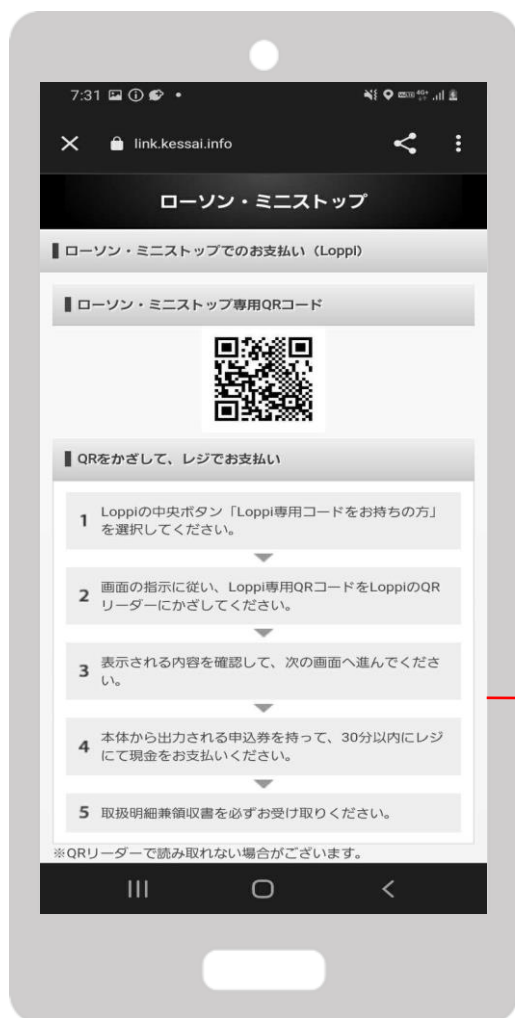 7:31
link.kessai.info
ローソン・ミニストップ
ローソン・ミニストップでのお支払い（Loppi）
ローソン・ミニストップ専用QRコード
QRをかざして、レジでお支払い
1 Loppiの中央ボタン「Loppi専用コードをお持ちの方」
を選択してください。
2 画面の指示に従い、Loppi専用QRコードをLoppiのQR
リーダーにかざしてください。
3 表示される内容を確認して、次の画面へ進んでくださ
い。
4 本体から出力される申込券を持って、30分以内にレジ
にて現金をお支払いください。
5 取扱明細兼領収書を必ずお受け取りください。
※QRリーダーで読み取れない場合がございます。